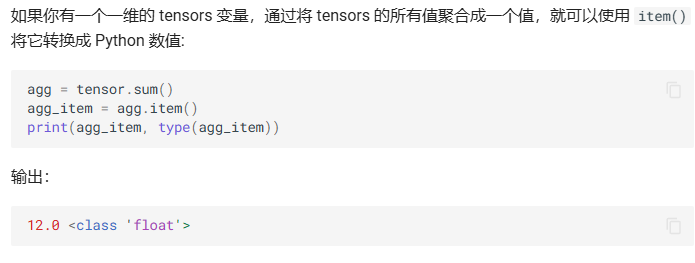 如果你有一个一维的 tensors 变量，通过将 tensors 的所有值聚合成一个值，就可以使用 item()
将它转换成 Python 数值:
agg = tensor.sum()
agg_item = agg.item()
print(agg_item, type(agg_item))
输出：
12.0 <class 'float'>